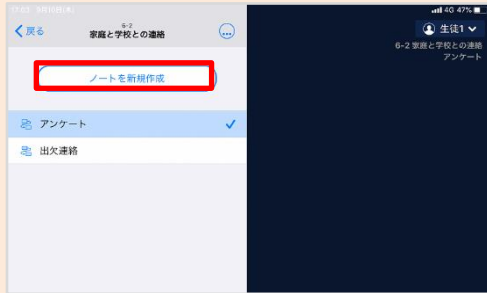 4G 47%
戻る
6-2
家庭と学校との連絡
生徒1
6-2 家庭と学校との連絡
アンケート
ノートを新規作成
アンケート
出欠連絡